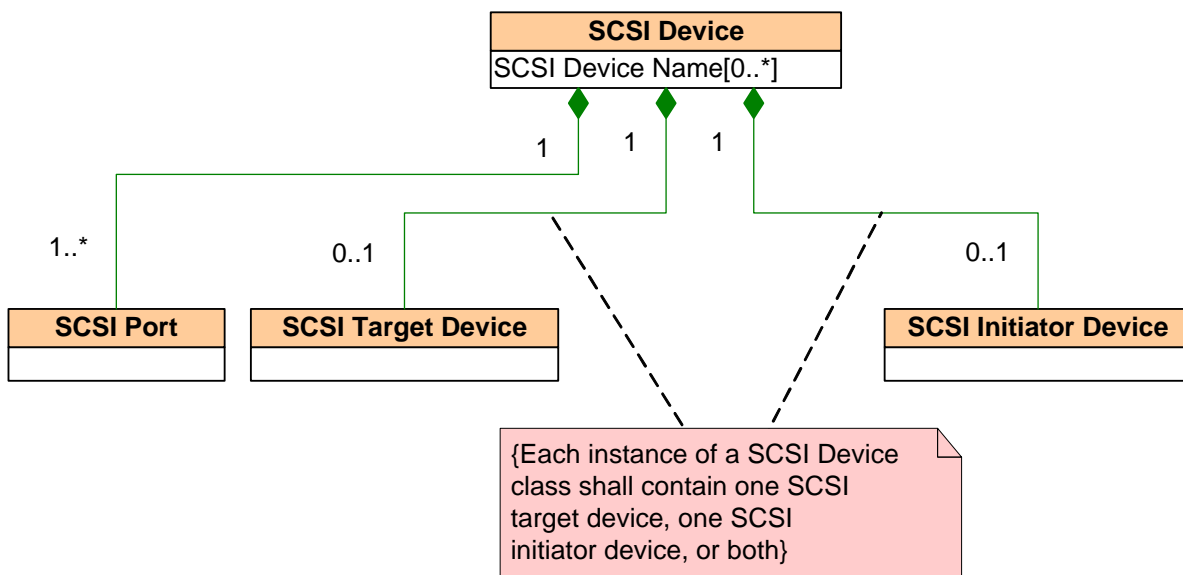 SCSI Device
SCSI Device Name[0..*]
1
1
1
1..*
0..1
0..1
SCSI Port
SCSI Target Device
SCSI Initiator Device
{Each instance of a SCSI Device
class shall contain one SCSI
target device, one SCSI
initiator device, or both}